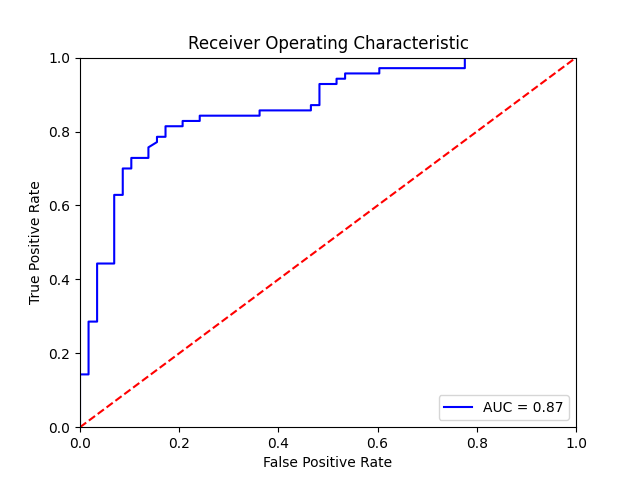 Receiver Operating Characteristic
True Positive Rate
1.0
0.8
0.6
0.4
0.2
0.0
AUC = 0.87
0.0 0.2 0.4 0.6 0.8 1.0
False Positive Rate